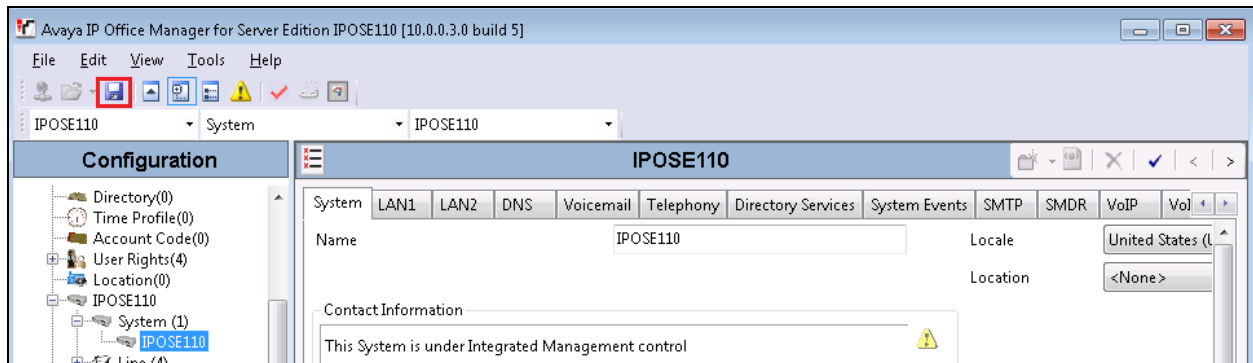 Avaya IP Office Manager for Server Edition IPOSE110 [10.0.0.3.0 build 5]
File Edit View Tools Help
IPOSE110 System IPOSE110
Configuration
IPOSE110
Directory(0)
Time Profile(0)
Account Code(0)
User Rights(4)
Location(0)
IPOSE110
System (1)
IPOSE110
Line (4)
System LAN1 LAN2 DNS Voicemail Telephony Directory Services System Events SMTP SMDR VoIP
Name IPOSE110 Locale United States
Location <None>
Contact Information
This System is under Integrated Management control